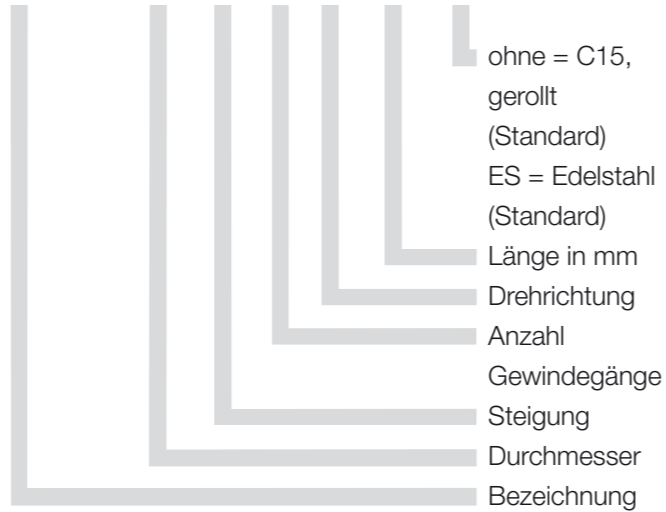 ohne = C15,
gerollt
(Standard)
ES = Edelstahl
(Standard)
Länge in mm
Drehrichtung
Anzahl
Gewindegänge
Steigung
Durchmesser
Bezeichnung